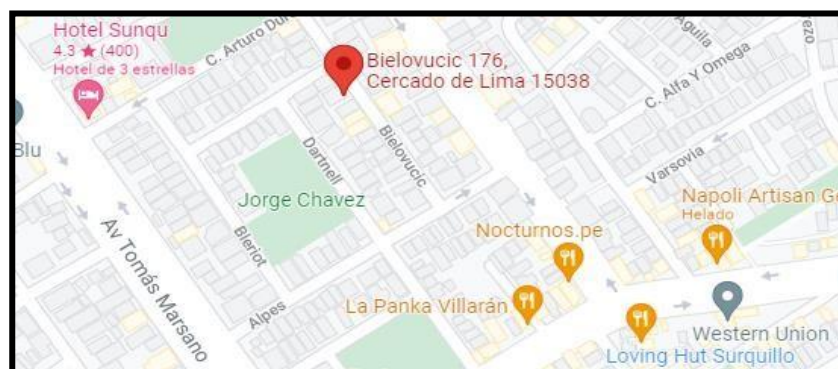 Hotel Sunqu
4.3 ★ (400)
Hotel de 3 estrellas
C. Arturo
Bielovucic 176,
Cercado de Lima 15038
Aguila
C. Alfa Y Omega
Blu
Dartnell
Bielovucic
Varsovia
Jorge Chavez
Napoli Artisan
Helado
Nocturnos.pe
Bleriot
Av Tomás Marsano
Alpes
La Panka Villarán
Western Union
Loving Hut Surquillo